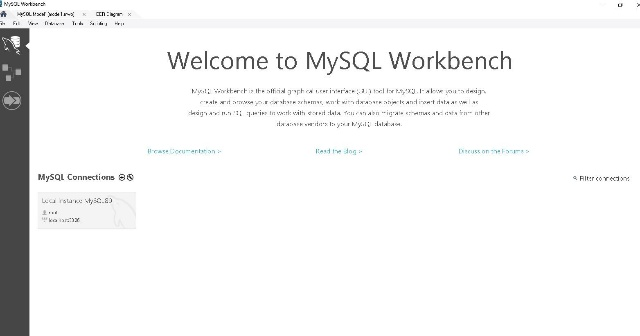 MySQL Workbench
MySQL Model* EER Diagram
File Edit View Database Tools Scripting Help
Welcome to MySQL Workbench
MySQL Workbench is the official graphical user interface (GUI) tool for MySQL. It allows you to design,
create and browse your database schemas, work with database objects and insert data as well as
design and run SQL queries to work with stored data. You can also migrate schemas and data from other
database vendors to your MySQL database.
Browse Documentation > Read the Blog > Discuss on the Forums >
MySQL Connections
Filter connections
Local instance MySQL80
root
localhost:3306